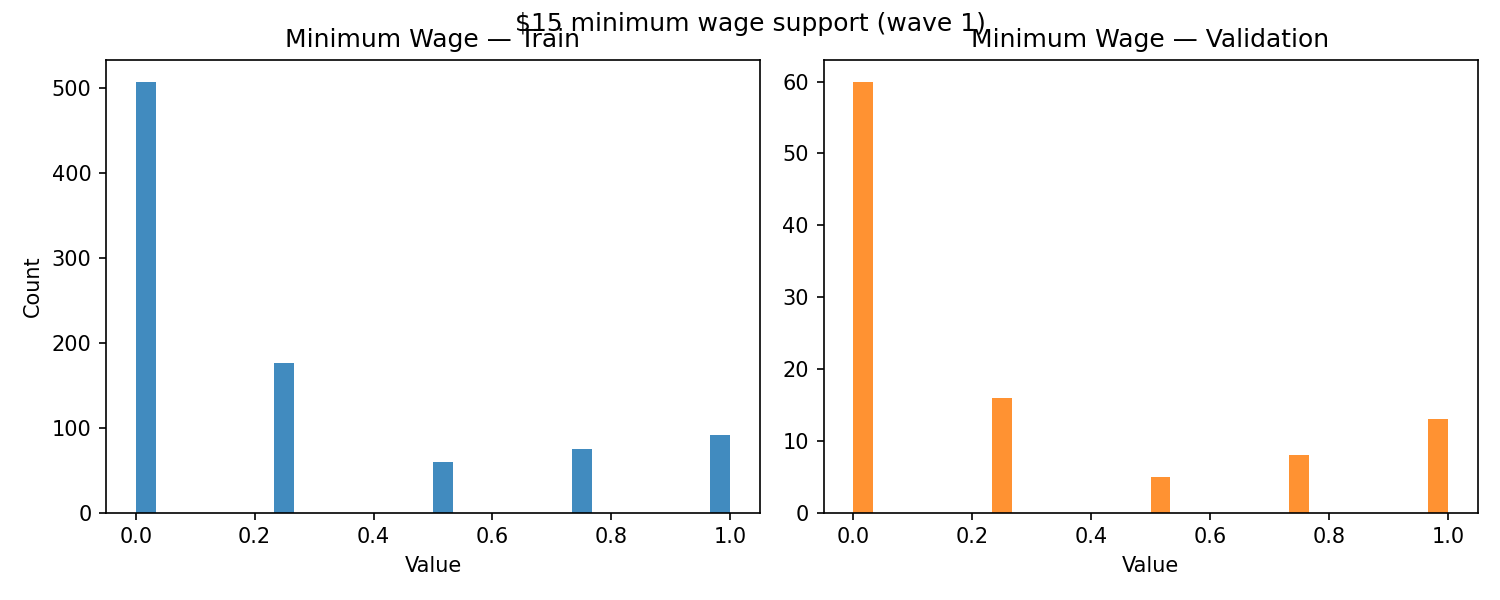 $15 minimum wage support (wave 1)
Minimum Wage — Train
Minimum Wage — Validation
500
400
300
200
100
0
Count
0.0 0.2 0.4 0.6 0.8 1.0
Value
60
50
40
30
20
10
0
0.0 0.2 0.4 0.6 0.8 1.0
Value